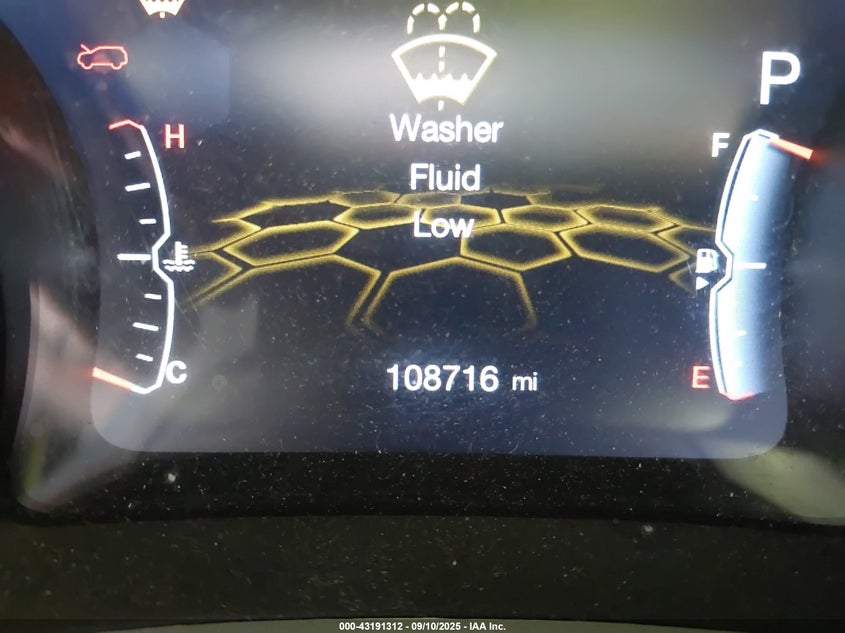 P
H
Washer
Fluid
Low
F
C
108716 mi
E
000-43191312 - 09/10/2025 - IAA Inc.